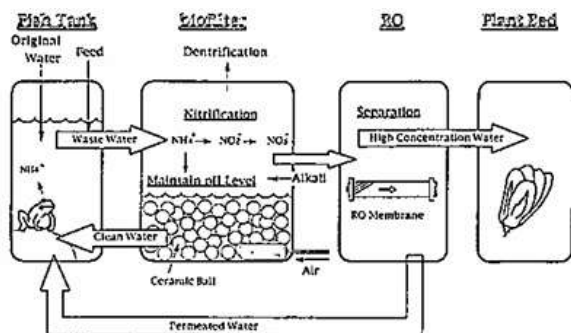 Fish Tank
Biofilter
RO
Plant Bed
Original
Water
Feed
Dentrification
Nitrification
Separation
Waste Water
NH₄⁺ → NO₂⁻ → NO₃⁻
High Concentration Water
NH₄⁺
Maintain pH Level
Alkali
RO Membrane
Clean Water
Ceramic Ball
Air
Permeated Water